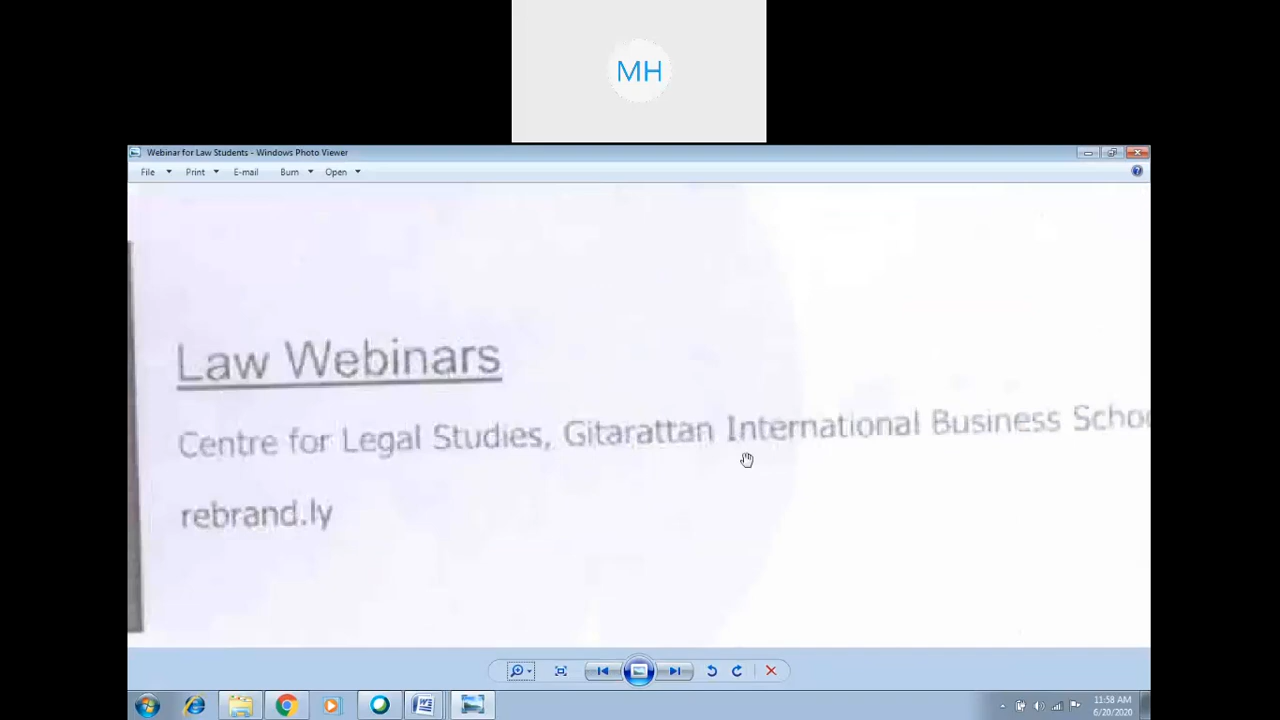 MH
Webinar for Law Students - Windows Photo Viewer
File Print E-mail Burn Open
Law Webinars
Centre for Legal Studies, Gitarattan International Business Schoo
rebrand.ly
11:58 AM
6/20/2020